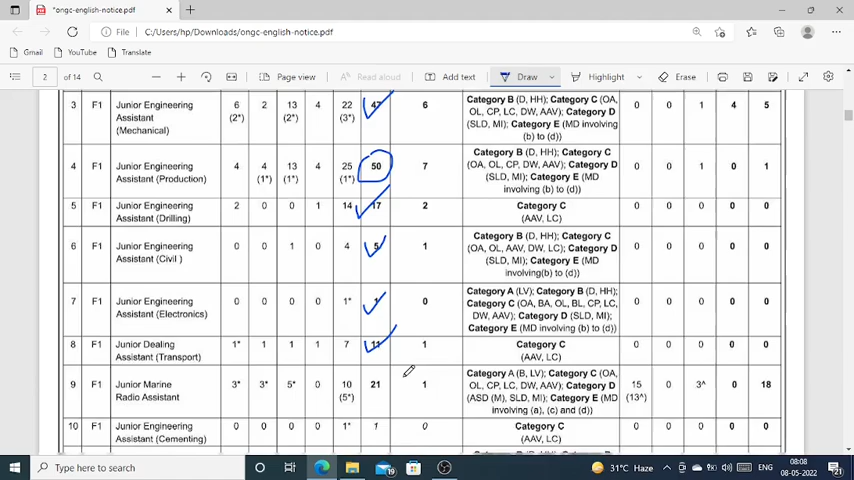 *ongc-english-notice.pdf
File C:/Users/hp/Downloads/ongc-english-notice.pdf
Gmail YouTube Translate
2 of 14 Page view Read aloud Add text Draw Highlight Erase
3 F1 Junior Engineering Assistant (Mechanical) 6 (2*) 2 13 (2*) 4 22 (3*) 47 6 Category B (D, HH); Category C (OA, OL, CP, LC, DW, AAV); Category D (SLD, MI); Category E (MD involving (b) to (d)) 0 0 1 4 5
4 F1 Junior Engineering Assistant (Production) 4 4 (1*) 13 (1*) 4 25 (1*) 50 7 Category B (D, HH); Category C (OA, OL, CP, DW, AAV); Category D (SLD, MI); Category E (MD involving (b) to (d)) 0 0 1 0 1
5 F1 Junior Engineering Assistant (Drilling) 2 0 0 1 14 17 2 Category C (AAV, LC) 0 0 0 0 0
6 F1 Junior Engineering Assistant (Civil ) 0 0 1 0 4 5 1 Category B (D, HH); Category C (OA, OL, AAV, DW, LC); Category D (SLD, MI); Category E (MD involving(b) to (d)) 0 0 0 0 0
7 F1 Junior Engineering Assistant (Electronics) 0 0 0 0 1* 1 0 Category A (LV); Category B (D, HH); Category C (OA, BA, OL, BL, CP, LC, DW, AAV); Category D (SLD, MI); Category E (MD involving (b) to (d)) 0 0 0 0 0
8 F1 Junior Dealing Assistant (Transport) 1* 1 1 1 7 11 1 Category C (AAV, LC) 0 0 0 0 0
9 F1 Junior Marine Radio Assistant 3* 3* 5* 0 10 (5*) 21 1 Category A (B, LV); Category C (OA, OL, CP, LC, DW, AAV); Category D (ASD (M), SLD, MI); Category E (MD involving (a), (c) and (d)) 15 (13^) 0 3^ 0 18
10 F1 Junior Engineering Assistant (Cementing) 0 0 0 0 1* 1 0 Category C (AAV, LC) 0 0 0 0 0
Type here to search 19 31°C Haze ENG 08:08 08-05-2022 21